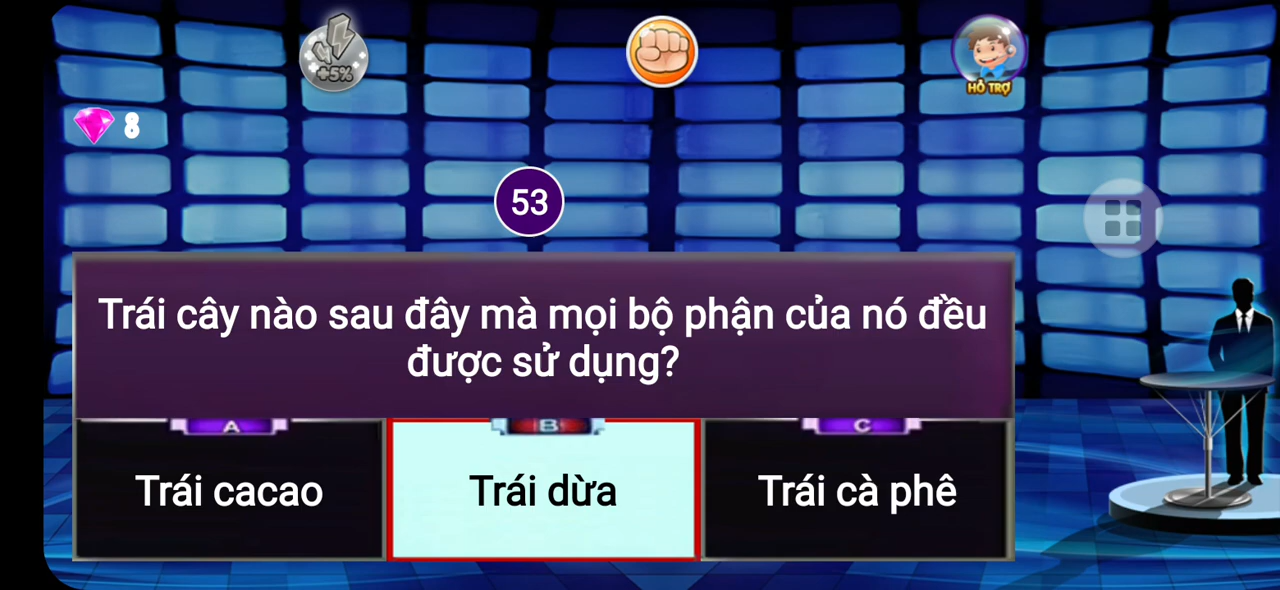 +5%
HỖ TRỢ
8
53
Trái cây nào sau đây mà mọi bộ phận của nó đều
được sử dụng?
A
B
C
Trái cacao
Trái dừa
Trái cà phê